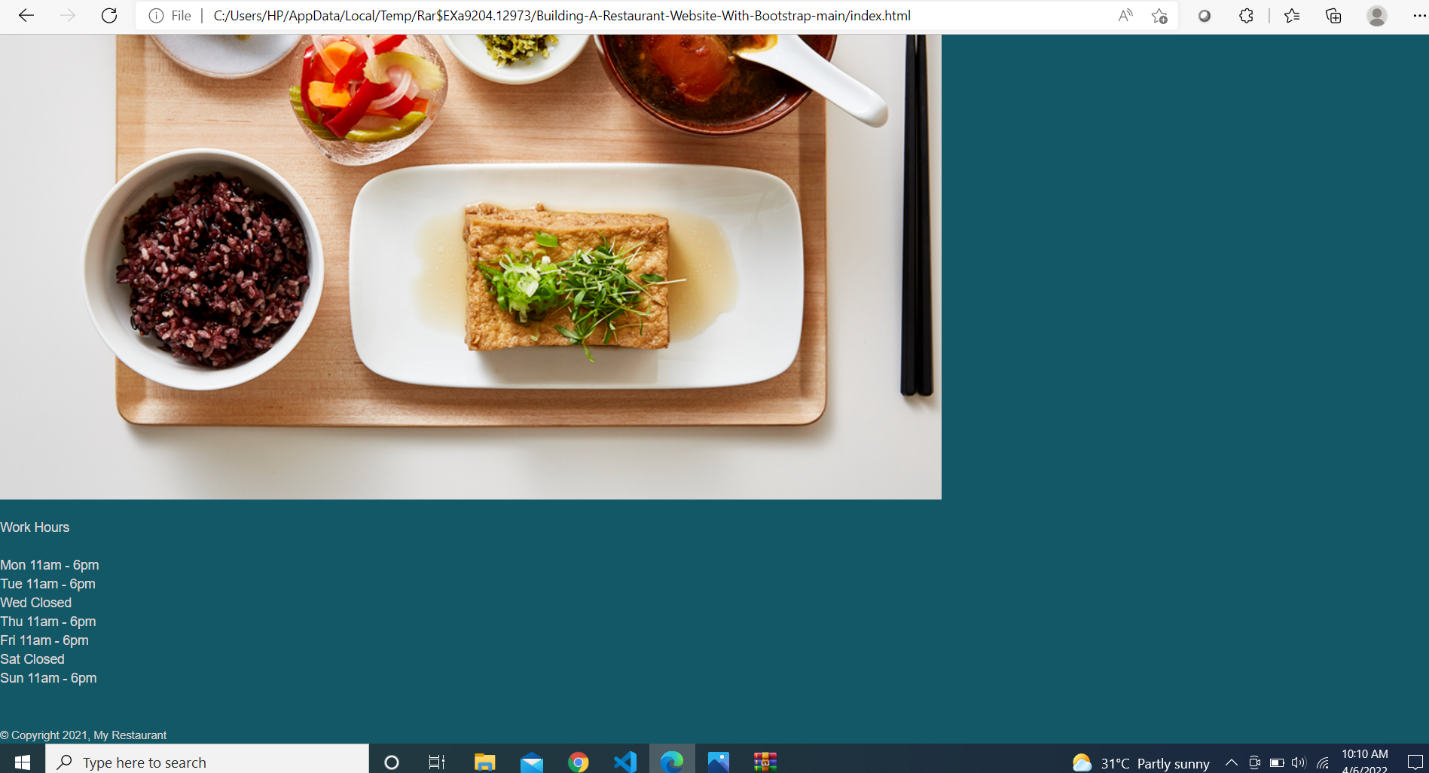 File
C:/Users/HP/AppData/Local/Temp/Rar$EXa9204.12973/Building-A-Restaurant-Website-With-Bootstrap-main/index.html
Work Hours
Mon 11am - 6pm
Tue 11am - 6pm
Wed Closed
Thu 11am - 6pm
Fri 11am - 6pm
Sat Closed
Sun 11am - 6pm
© Copyright 2021, My Restaurant
Type here to search
31°C Partly sunny
10:10 AM
4/6/2022